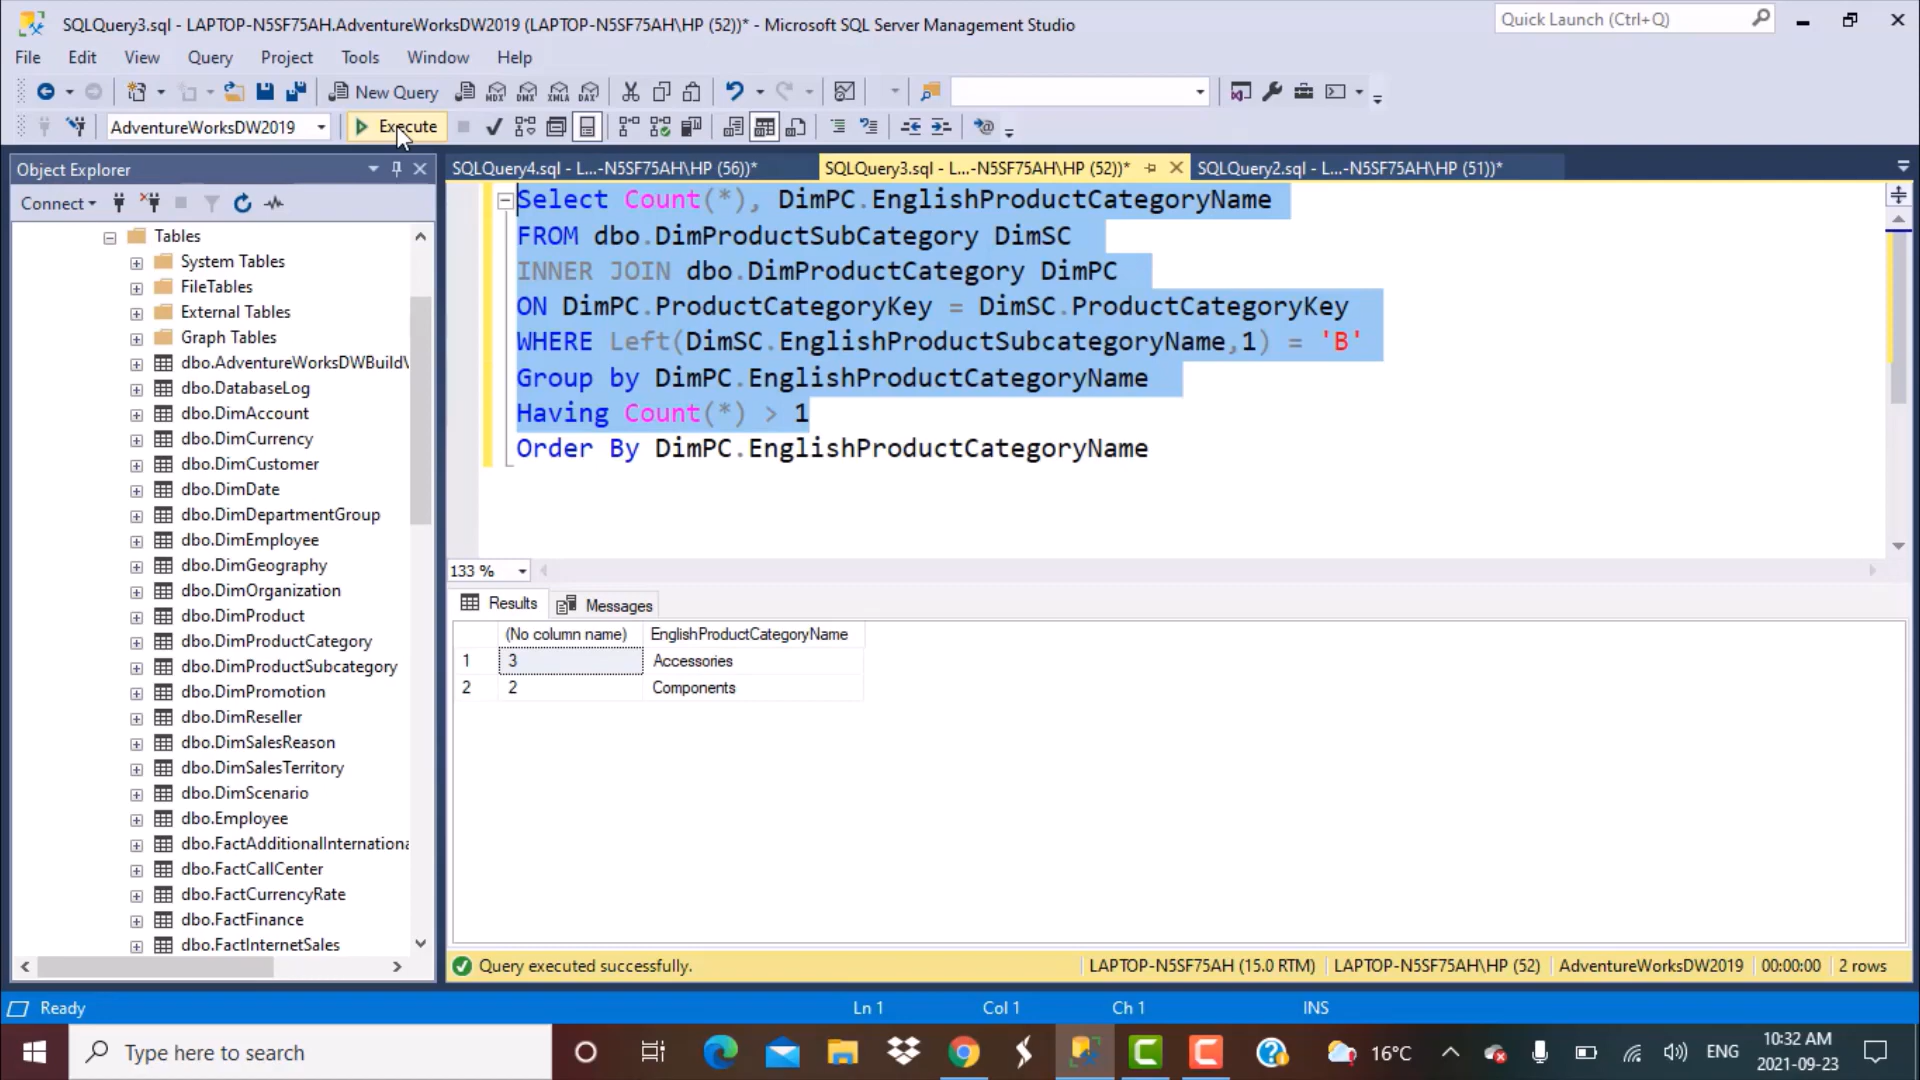 SQLQuery3.sql - LAPTOP-N5SF75AH.AdventureWorksDW2019 (LAPTOP-N5SF75AH\HP (52))* - Microsoft SQL Server Management Studio
Quick Launch (Ctrl+Q)
File Edit View Query Project Tools Window Help
New Query MDX DMX XMLA DAX
AdventureWorksDW2019 Execute
Object Explorer
SQLQuery4.sql - L...-N5SF75AH\HP (56))* SQLQuery3.sql - L...-N5SF75AH\HP (52))* SQLQuery2.sql - L...-N5SF75AH\HP (51))*
Connect
Tables
System Tables
FileTables
External Tables
Graph Tables
dbo.AdventureWorksDWBuild
dbo.DatabaseLog
dbo.DimAccount
dbo.DimCurrency
dbo.DimCustomer
dbo.DimDate
dbo.DimDepartmentGroup
dbo.DimEmployee
dbo.DimGeography
dbo.DimOrganization
dbo.DimProduct
dbo.DimProductCategory
dbo.DimProductSubcategory
dbo.DimPromotion
dbo.DimReseller
dbo.DimSalesReason
dbo.DimSalesTerritory
dbo.DimScenario
dbo.Employee
dbo.FactAdditionalInternationa
dbo.FactCallCenter
dbo.FactCurrencyRate
dbo.FactFinance
dbo.FactInternetSales
Select Count(*), DimPC.EnglishProductCategoryName
FROM dbo.DimProductSubCategory DimSC
INNER JOIN dbo.DimProductCategory DimPC
ON DimPC.ProductCategoryKey = DimSC.ProductCategoryKey
WHERE Left(DimSC.EnglishProductSubcategoryName,1) = 'B'
Group by DimPC.EnglishProductCategoryName
Having Count(*) > 1
Order By DimPC.EnglishProductCategoryName
133 %
Results Messages
(No column name) EnglishProductCategoryName
1 3 Accessories
2 2 Components
Query executed successfully. LAPTOP-N5SF75AH (15.0 RTM) LAPTOP-N5SF75AH\HP (52) AdventureWorksDW2019 00:00:00 2 rows
Ready Ln 1 Col 1 Ch 1 INS
Type here to search
16°C ENG
10:32 AM
2021-09-23